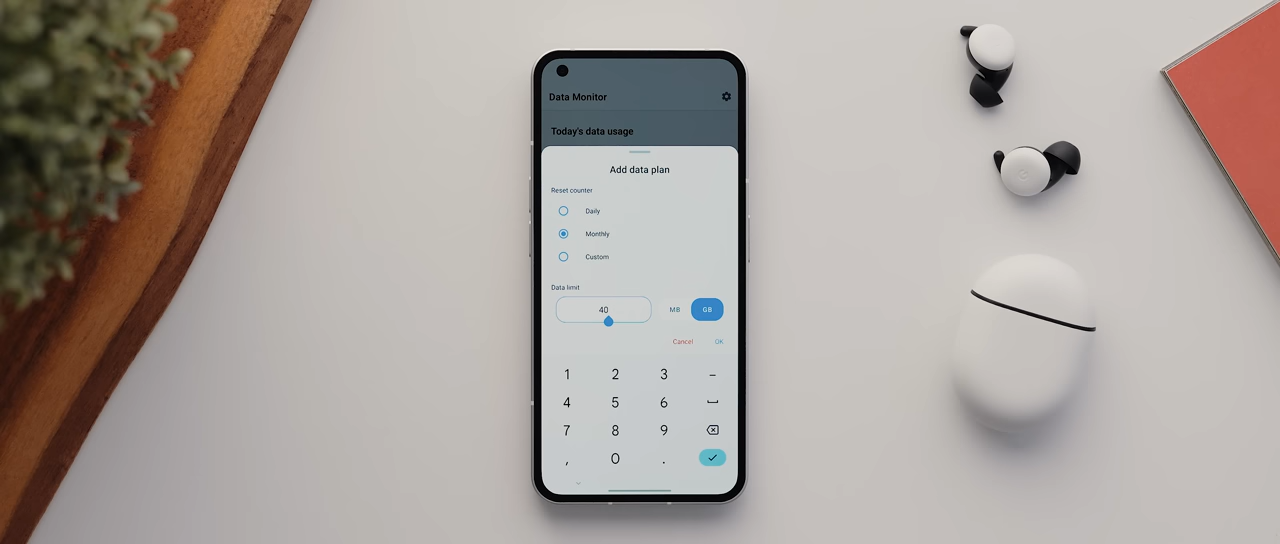 Data Monitor
Today's data usage
Add data plan
Reset counter
Daily
Monthly
Custom
Data limit
40 MB GB
Cancel OK
1 2 3 –
4 5 6
7 8 9
, 0 .